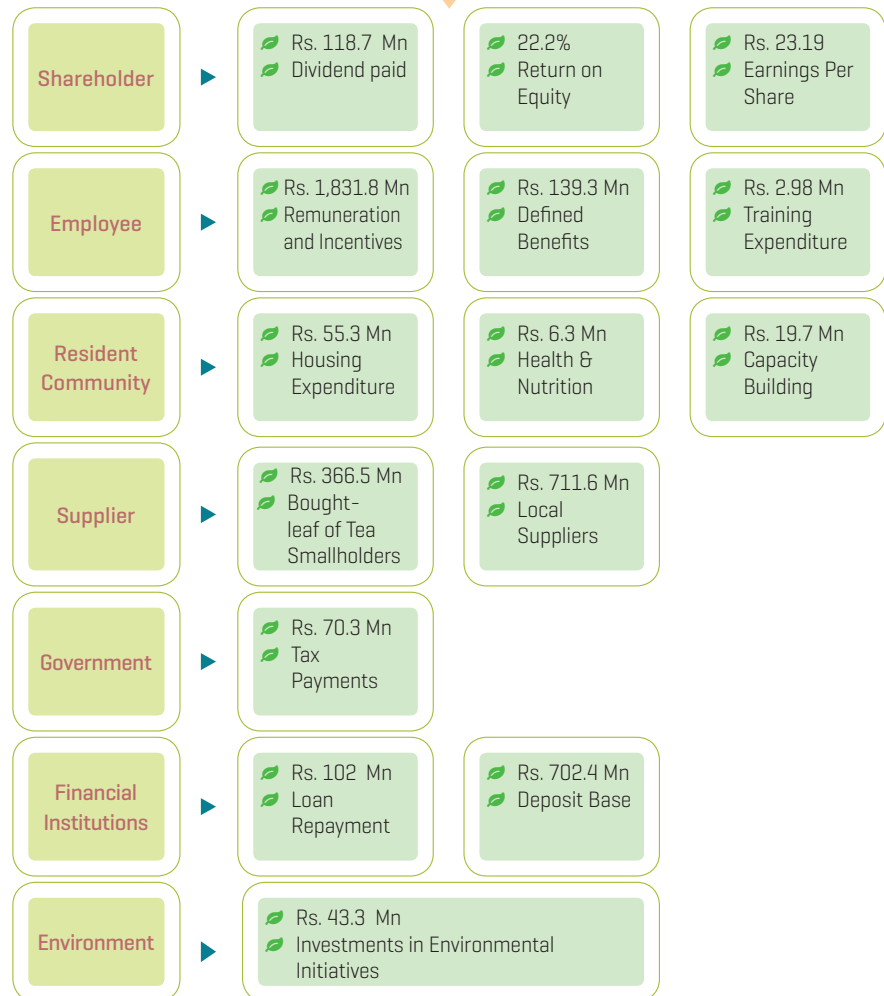 Shareholder
Rs. 118.7 Mn
Dividend paid
22.2%
Return on
Equity
Rs. 23.19
Earnings Per
Share
Employee
Rs. 1,831.8 Mn
Remuneration
and Incentives
Rs. 139.3 Mn
Defined
Benefits
Rs. 2.98 Mn
Training
Expenditure
Resident
Community
Rs. 55.3 Mn
Housing
Expenditure
Rs. 6.3 Mn
Health &
Nutrition
Rs. 19.7 Mn
Capacity
Building
Supplier
Rs. 366.5 Mn
Bought-
leaf of Tea
Smallholders
Rs. 711.6 Mn
Local
Suppliers
Government
Rs. 70.3 Mn
Tax
Payments
Financial
Institutions
Rs. 102 Mn
Loan
Repayment
Rs. 702.4 Mn
Deposit Base
Environment
Rs. 43.3 Mn
Investments in Environmental
Initiatives